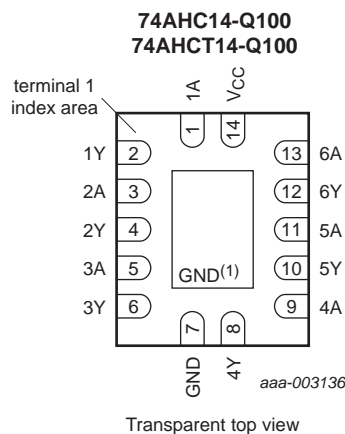 74AHC14-Q100
74AHCT14-Q100
terminal 1
index area
1A
VCC
1
14
1Y 2 13 6A
2A 3 12 6Y
2Y 4 11 5A
3A 5 10 5Y
3Y 6 9 4A
GND(1)
7
8
GND
4Y
aaa-003136
Transparent top view